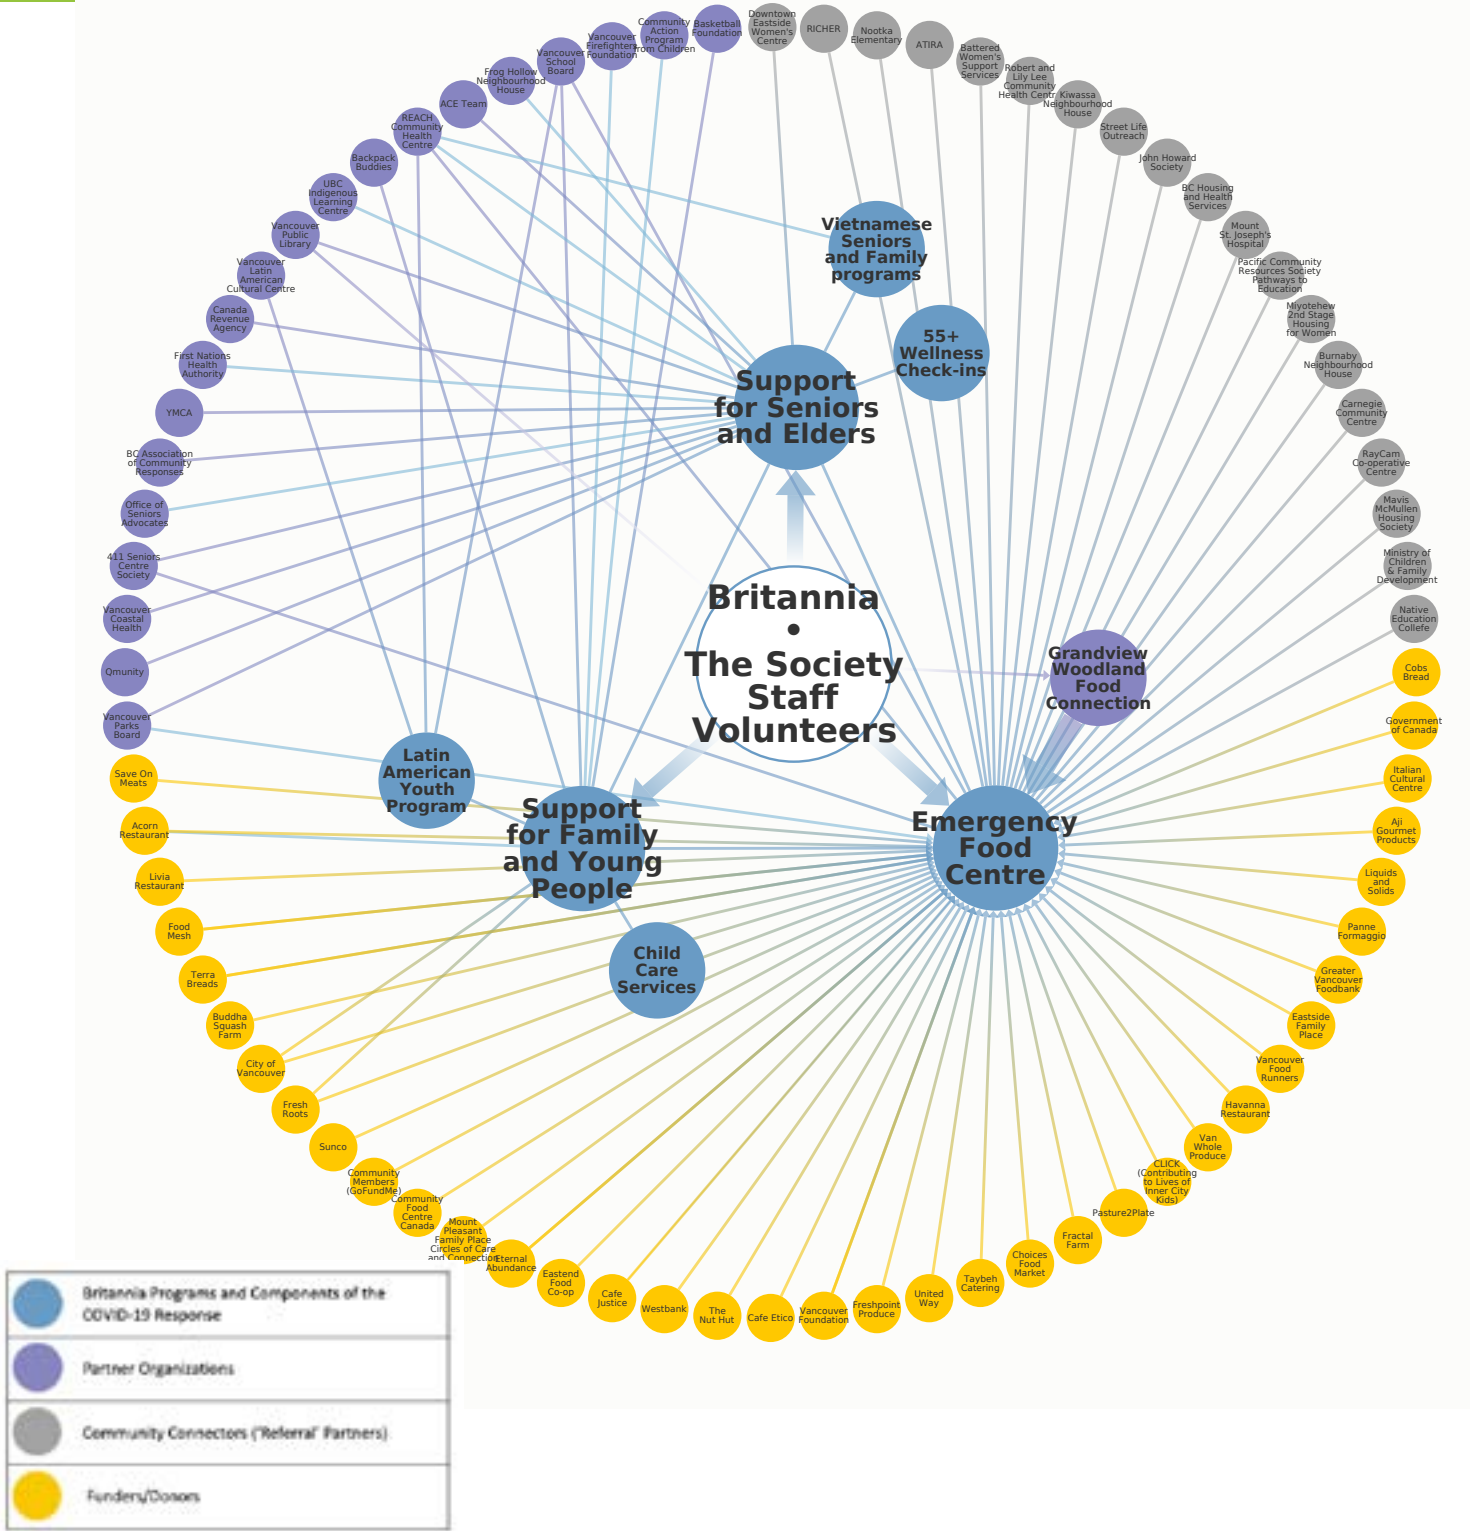 Downtown
Eastside
Women's
Centre
RICHER
Nootka
Elementary
ATIRA
Battered
Women's
Support
Services
Robert and
Lily Lee
Community
Health Centr
Kiwassa
Neighbourhood
House
Street Life
Outreach
John Howard
Society
BC Housing
and Health
Services
Mount
St. Joseph's
Hospital
Pacific Community
Resources Society
Pathways to
Education
Miyotehew
2nd Stage
Housing
for Women
Burnaby
Neighbourhood
House
Carnegie
Community
Centre
RayCam
Co-operative
Centre
Mavis
McMullen
Housing
Society
Ministry of
Children
& Family
Development
Native
Education
Collefe
Cobs
Bread
Government
of Canada
Italian
Cultural
Centre
Aji
Gourmet
Products
Liquids
and
Solids
Panne
Formaggio
Greater
Vancouver
Foodbank
Eastside
Family
Place
Vancouver
Food
Runners
Havanna
Restaurant
Van
Whole
Produce
CLICK
(Contributing
to Lives of
Inner City
Kids)
Pasture2Plate
Fractal
Farm
Choices
Food
Market
Taybeh
Catering
United
Way
Freshpoint
Produce
Vancouver
Foundation
Cafe Etico
The
Nut Hut
Westbank
Cafe
Justice
Eastend
Food
Co-op
Eternal
Abundance
Mount
Pleasant
Family Place
Circles of Care
and Connection
Community
Food
Centre
Canada
Community
Members
(GoFundMe)
Sunco
Fresh
Roots
City of
Vancouver
Buddha
Squash
Farm
Terra
Breads
Food
Mesh
Livia
Restaurant
Acorn
Restaurant
Save On
Meats
Vancouver
Parks
Board
Qmunity
Vancouver
Coastal
Health
411 Seniors
Centre
Society
Office of
Seniors
Advocates
BC Association
of Community
Responses
YMCA
First Nations
Health
Authority
Canada
Revenue
Agency
Vancouver
Latin
American
Cultural Centre
Vancouver
Public
Library
UBC
Indigenous
Learning
Centre
Backpack
Buddies
REACH
Community
Health
Centre
ACE Team
Frog Hollow
Neighbourhood
House
Vancouver
School
Board
Vancouver
Firefighters
Foundation
Community
Action
Program
from Children
Basketball
Foundation
Vietnamese
Seniors
and Family
programs
55+
Wellness
Check-ins
Support
for Seniors
and Elders
Britannia
•
The Society
Staff
Volunteers
Grandview
Woodland
Food
Connection
Latin
American
Youth
Program
Support
for Family
and Young
People
Emergency
Food
Centre
Child
Care
Services
Britannia Programs and Components of the
COVID-19 Response
Partner Organizations
Community Connectors ("Referral" Partners)
Funders/Donors